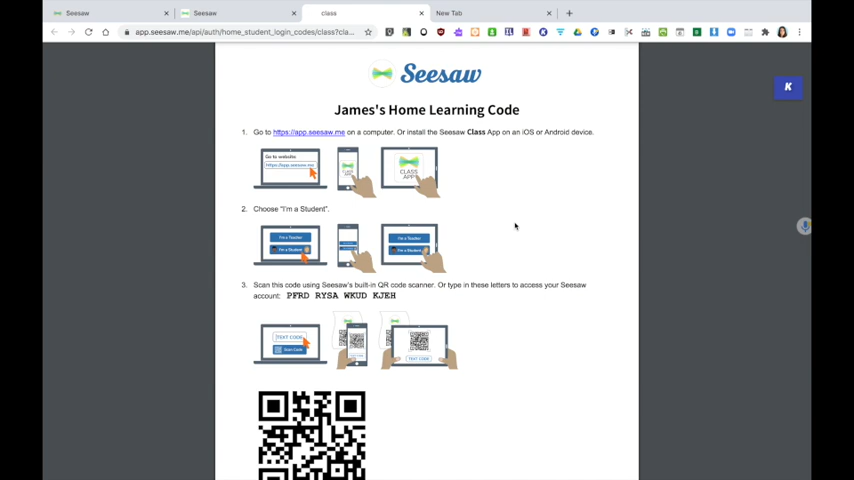 Seesaw
Seesaw
class
New Tab
app.seesaw.me/api/auth/home_student_login_codes/class?cla...
Seesaw
K
James's Home Learning Code
1. Go to https://app.seesaw.me on a computer. Or install the Seesaw Class App on an iOS or Android device.
Go to website:
https://app.seesaw.me
CLASS APP
CLASS APP
2. Choose "I'm a Student".
I'm a Teacher
I'm a Student
I'm a Teacher
I'm a Student
3. Scan this code using Seesaw's built-in QR code scanner. Or type in these letters to access your Seesaw
account: PFRD RYSA WKUD KJEH
TEXT CODE
Scan Code
TEXT CODE